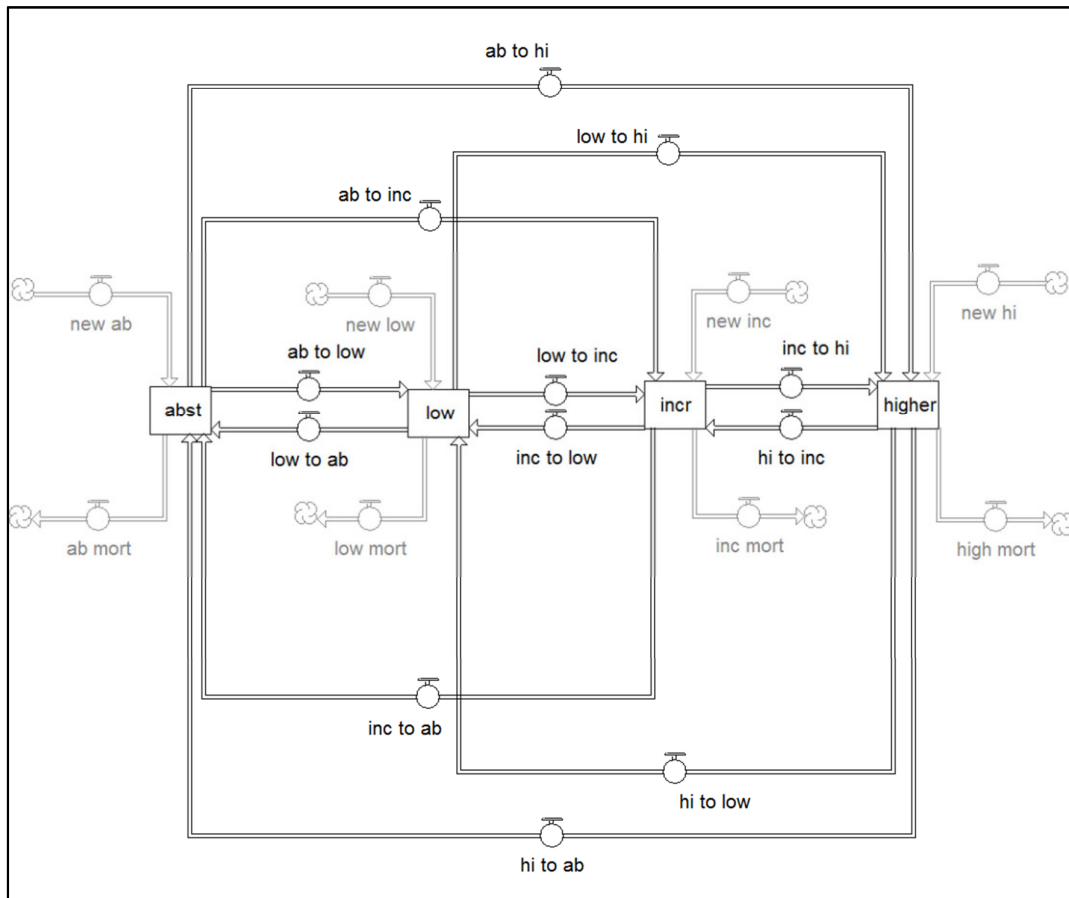 ab to hi
low to hi
ab to inc
new ab
new low
new inc
new hi
ab to low
low to inc
inc to hi
abst
low
incr
higher
low to ab
inc to low
hi to inc
ab mort
low mort
inc mort
high mort
inc to ab
hi to low
hi to ab